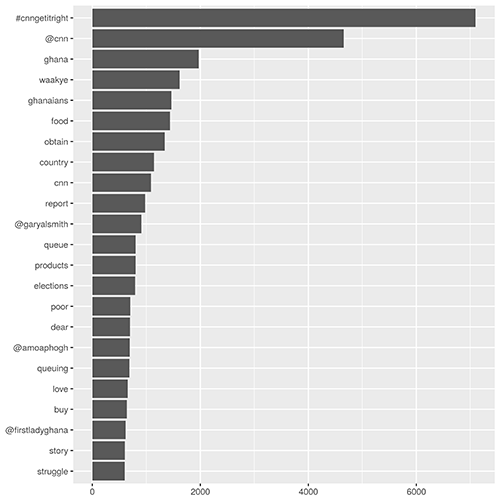 #cnngetitright
@cnn
ghana
waakye
ghanaians
food
obtain
country
cnn
report
@garyalsmith
queue
products
elections
poor
dear
@amoaphogh
queuing
love
buy
@firstladyghana
story
struggle
0 2000 4000 6000